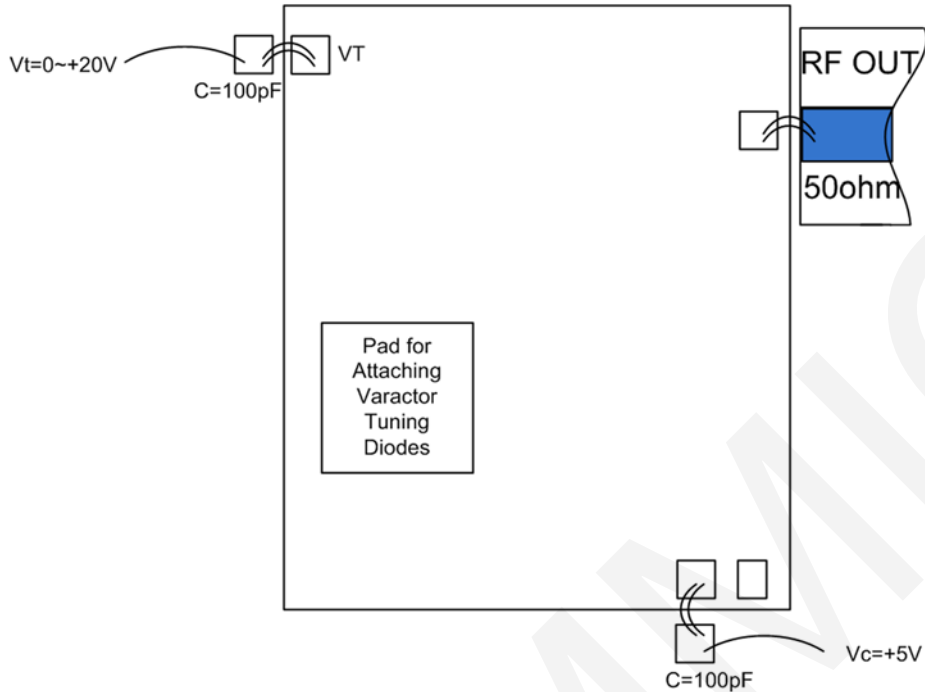 Vt=0~+20V
C=100pF
VT
RF OUT
50ohm
Pad for
Attaching
Varactor
Tuning
Diodes
Vc=+5V
C=100pF